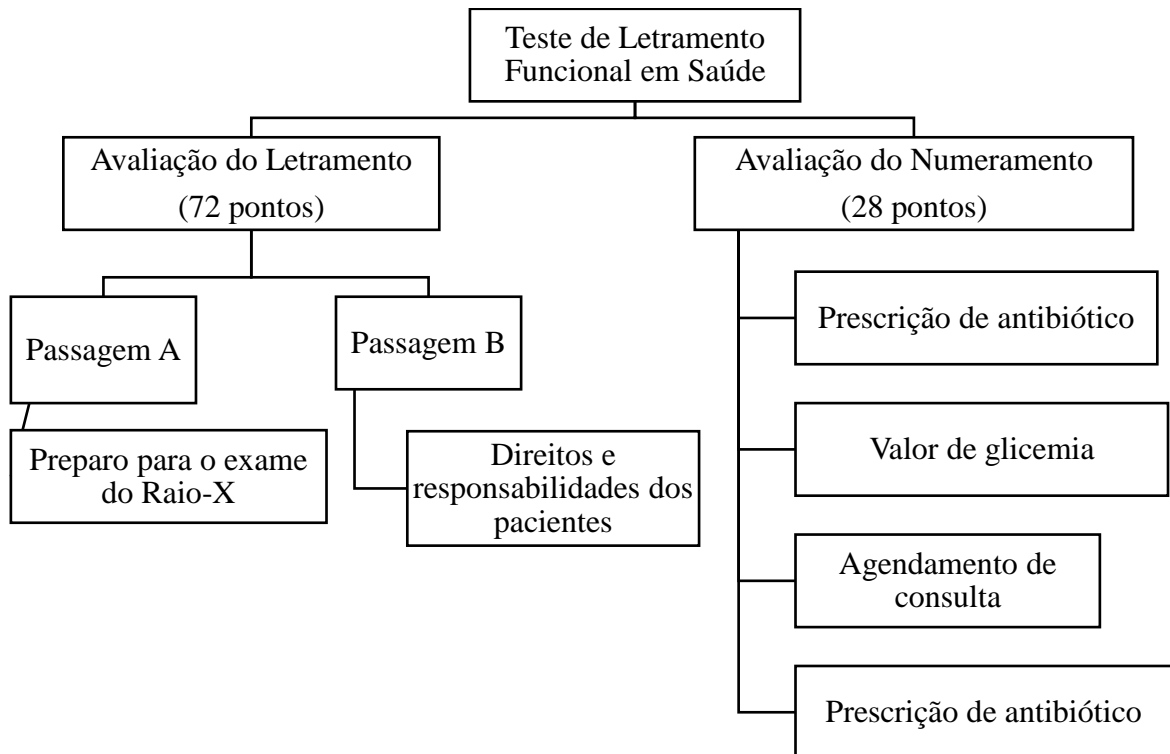 Teste de Letramento
Funcional em Saúde
Avaliação do Letramento
(72 pontos)
Passagem A
Preparo para o exame
do Raio-X
Passagem B
Direitos e
responsabilidades dos
pacientes
Avaliação do Numeramento
(28 pontos)
Prescrição de antibiótico
Valor de glicemia
Agendamento de
consulta
Prescrição de antibiótico